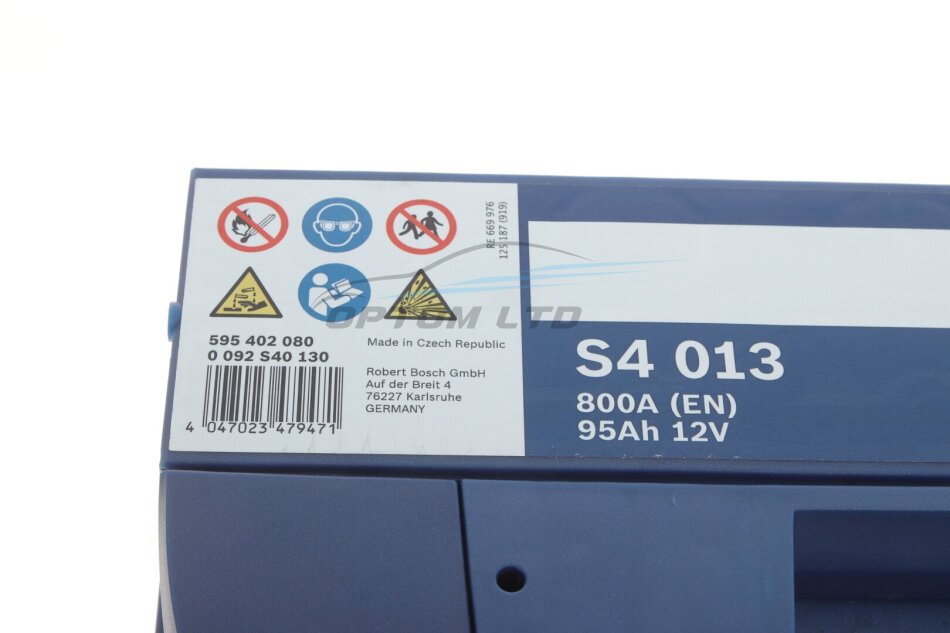 RE 669 976
125 187 (919)
OPTOM LTD
595 402 080
0 092 S40 130
Made in Czech Republic
Robert Bosch GmbH
Auf der Breit 4
76227 Karlsruhe
GERMANY
4 047023 479471
S4 013
800A (EN)
95Ah 12V